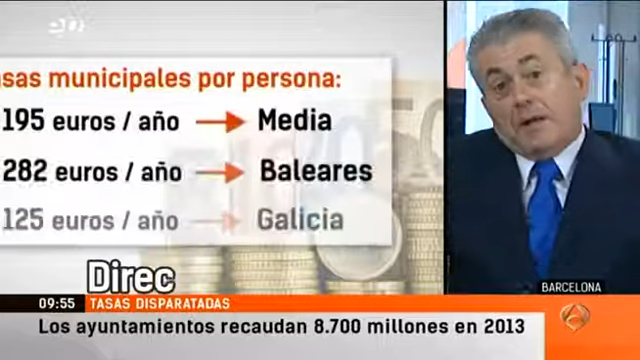 asas municipales por persona:
195 euros / año → Media
282 euros / año → Baleares
125 euros / año → Galicia
Direc
BARCELONA
09:55 TASAS DISPARATADAS
Los ayuntamientos recaudan 8.700 millones en 2013